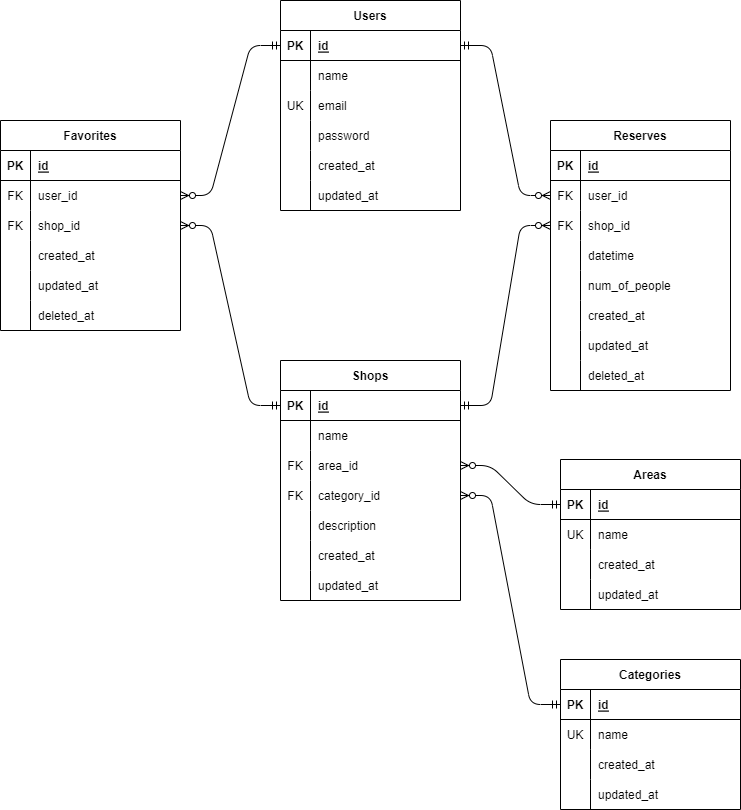 Users
PK id
name
UK email
password
created_at
updated_at
Favorites
PK id
FK user_id
FK shop_id
created_at
updated_at
deleted_at
Reserves
PK id
FK user_id
FK shop_id
datetime
num_of_people
created_at
updated_at
deleted_at
Shops
PK id
name
FK area_id
FK category_id
description
created_at
updated_at
Areas
PK id
UK name
created_at
updated_at
Categories
PK id
UK name
created_at
updated_at